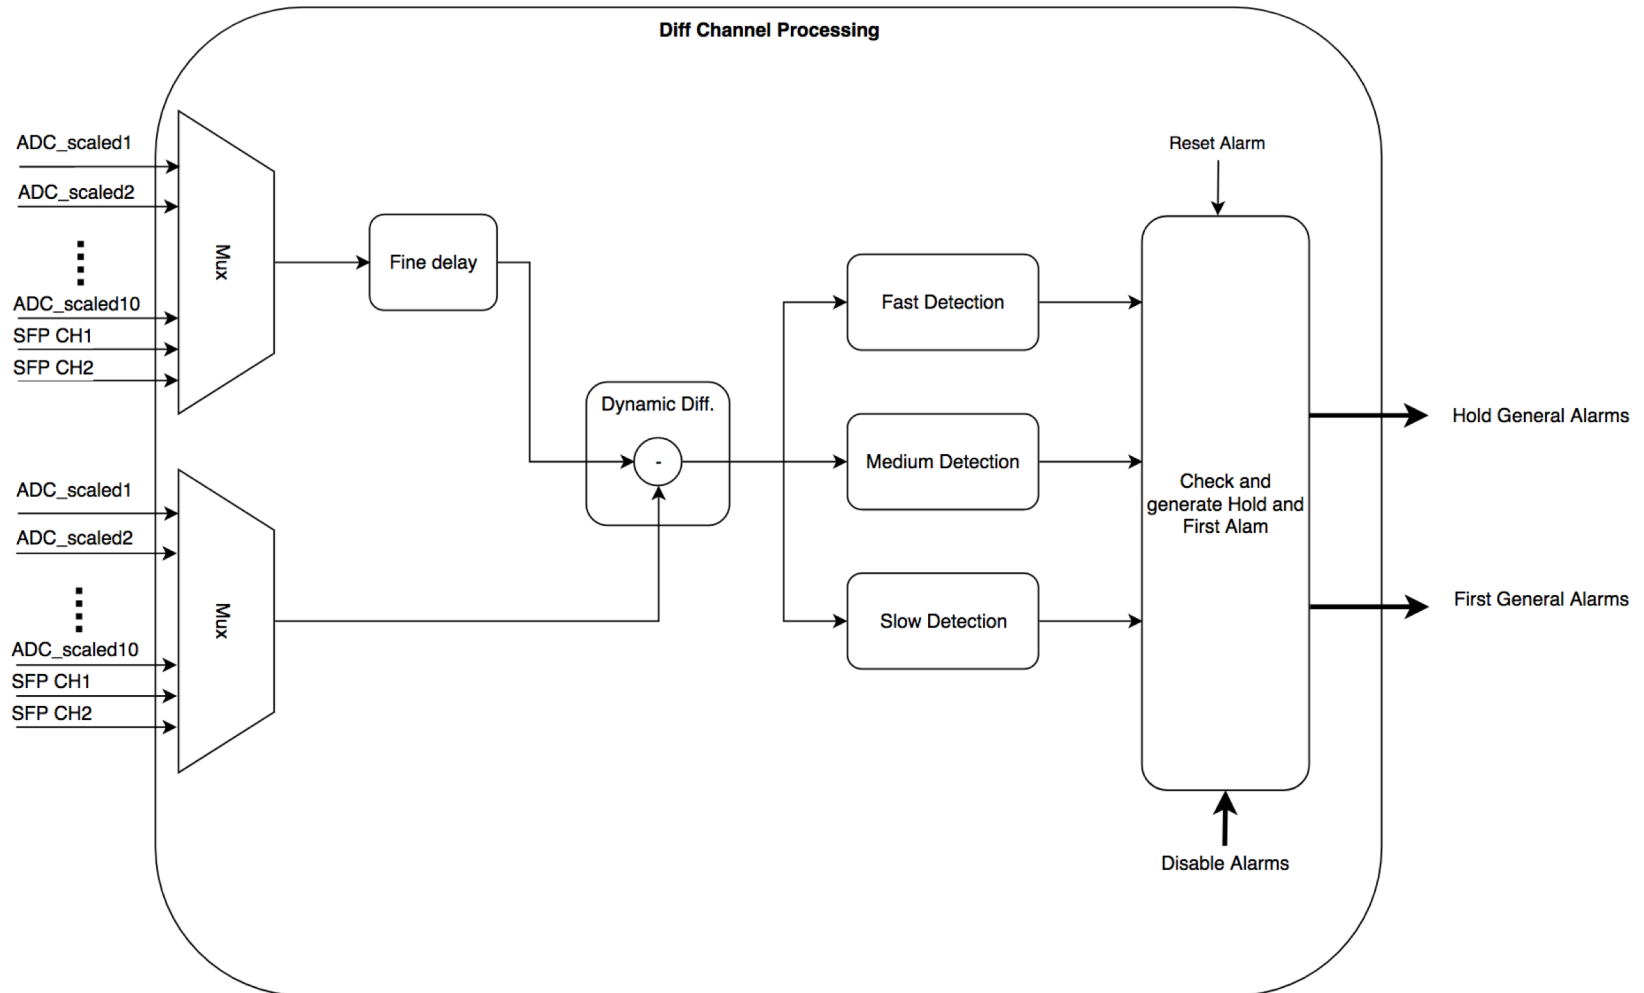 Diff Channel Processing
ADC_scaled1
ADC_scaled2
ADC_scaled10
SFP CH1
SFP CH2
Mux
Fine delay
ADC_scaled1
ADC_scaled2
ADC_scaled10
SFP CH1
SFP CH2
Mux
Dynamic Diff.
-
Fast Detection
Medium Detection
Slow Detection
Reset Alarm
Check and
generate Hold and
First Alam
Disable Alarms
Hold General Alarms
First General Alarms